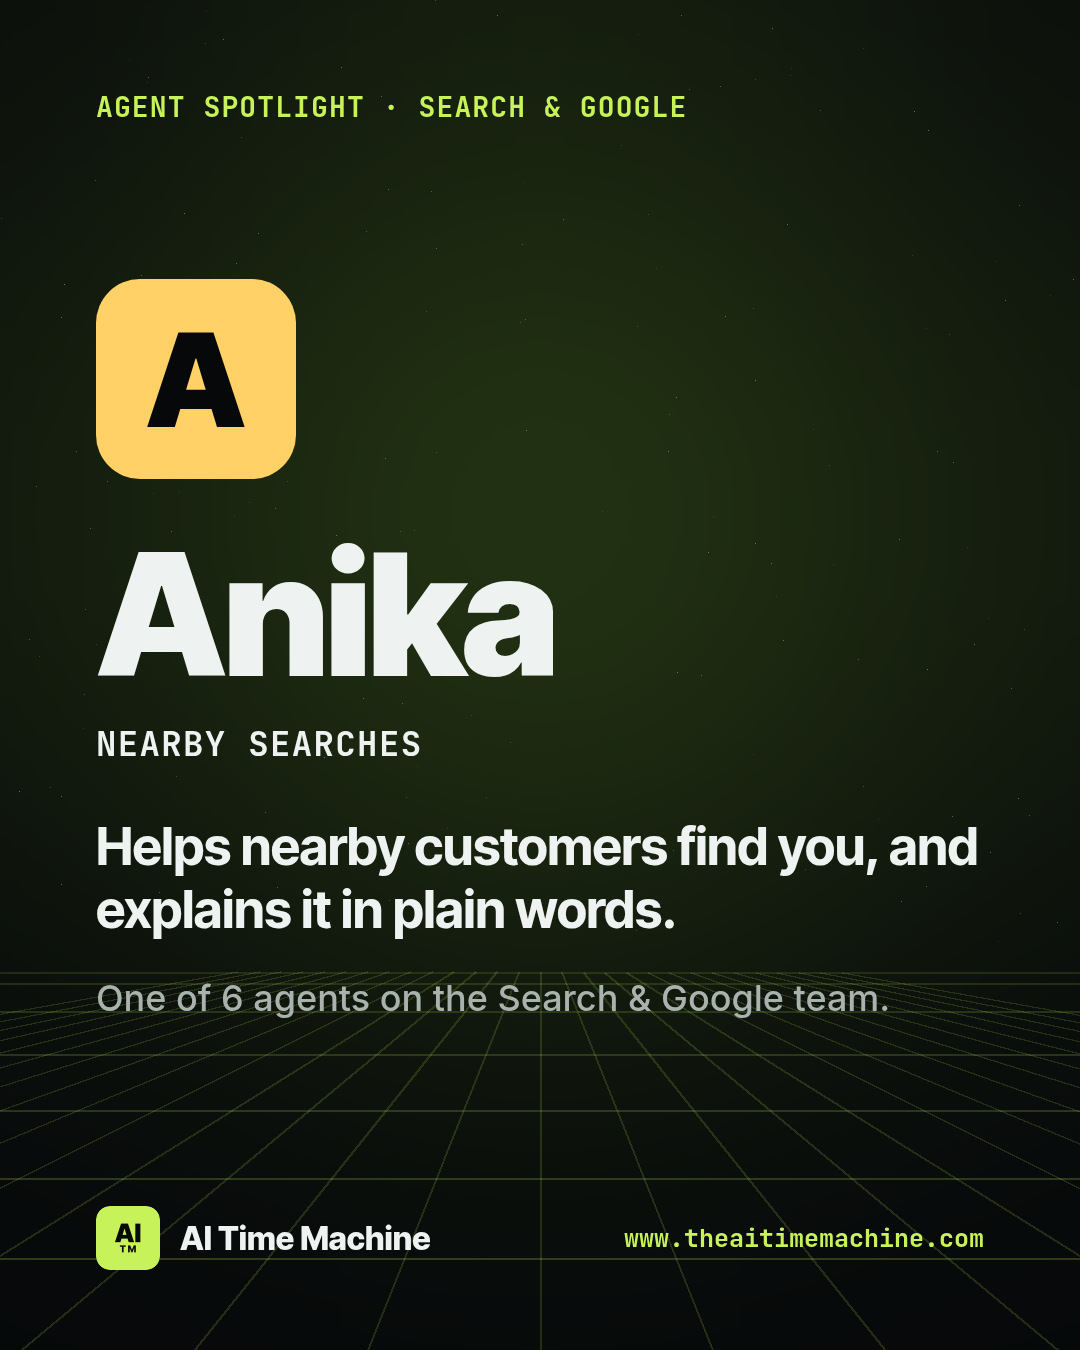 AGENT SPOTLIGHT · SEARCH & GOOGLE
A
Anika
NEARBY SEARCHES
Helps nearby customers find you, and
explains it in plain words.
One of 6 agents on the Search & Google team.
AI
TM
AI Time Machine
www.theaitimemachine.com